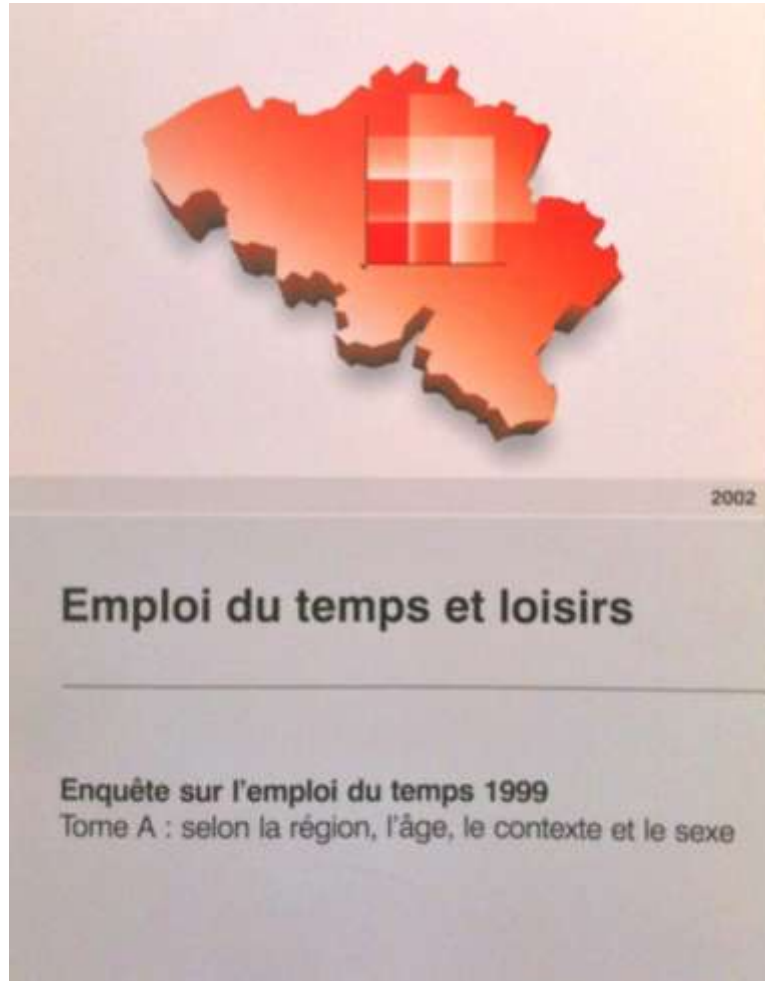 2002
Emploi du temps et loisirs
Enquête sur l'emploi du temps 1999
Tome A : selon la région, l'âge, le contexte et le sexe